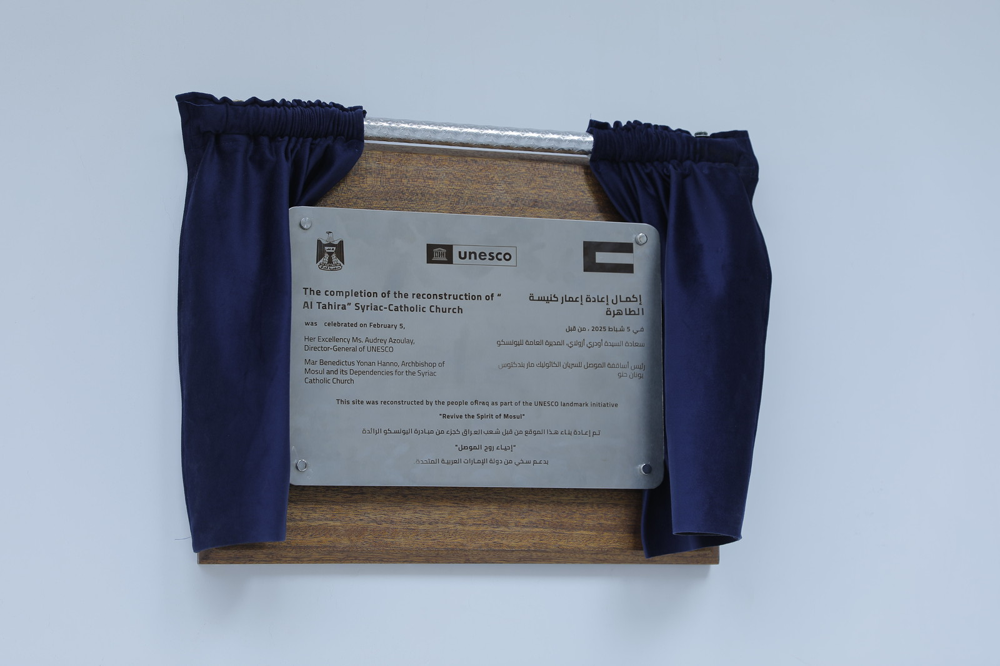 unesco
The completion of the reconstruction of “
Al Tahira” Syriac-Catholic Church
was celebrated on February 5,
Her Excellency Ms. Audrey Azoulay,
Director-General of UNESCO
Mar Benedictus Yonan Hanno, Archbishop of
Mosul and its Dependencies for the Syriac
Catholic Church
إكمال إعادة إعمار كنيسة
الطاهرة
في 5 شباط 2025 ، من قبل
سعادة السيدة أودري أزولاي، المديرة العامة لليونسكو
رئيس أساقفة الموصل للسريان الكاثوليك مار بندكتوس
يونان حنو
This site was reconstructed by the people ofIraq as part of the UNESCO landmark initiative
"Revive the Spirit of Mosul"
تم إعادة بناء هذا الموقع من قبل شعب العراق كجزء من مبادرة اليونسكو الرائدة
"إحياء روح الموصل"
بدعم سخي من دولة الإمارات العربية المتحدة.